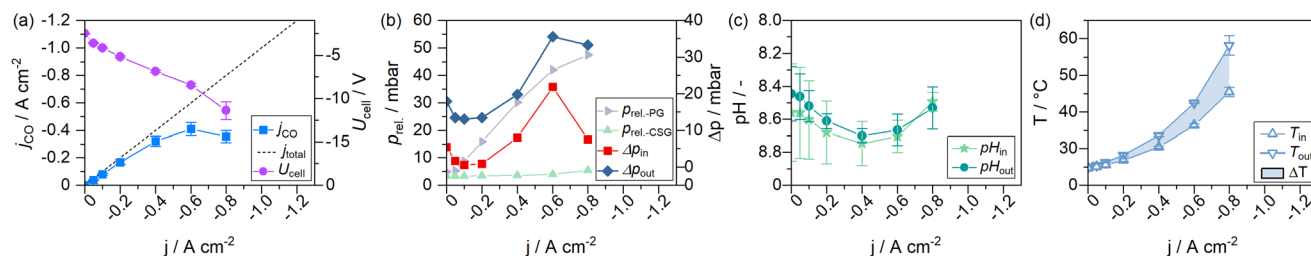 (a)
-1.2
-1.0
-0.8
-0.6
-0.4
-0.2
0
j_CO / A cm⁻²
0
-5
-10
-15
U_cell / V
j_CO
j_total
U_cell
0
-0.2
-0.4
-0.6
-0.8
-1.0
-1.2
j / A cm⁻²
(b)
60
50
40
30
20
10
0
p_rel. / mbar
40
30
20
10
0
Δp / mbar
p_rel.-PG
p_rel.-CSG
Δp_in
Δp_out
0
-0.2
-0.4
-0.6
-0.8
-1.0
-1.2
j / A cm⁻²
(c)
8.0
8.2
8.4
8.6
8.8
pH / -
pH_in
pH_out
0
-0.2
-0.4
-0.6
-0.8
-1.0
-1.2
j / A cm⁻²
(d)
60
45
30
15
T / °C
T_in
T_out
ΔT
0
-0.2
-0.4
-0.6
-0.8
-1.0
-1.2
j / A cm⁻²